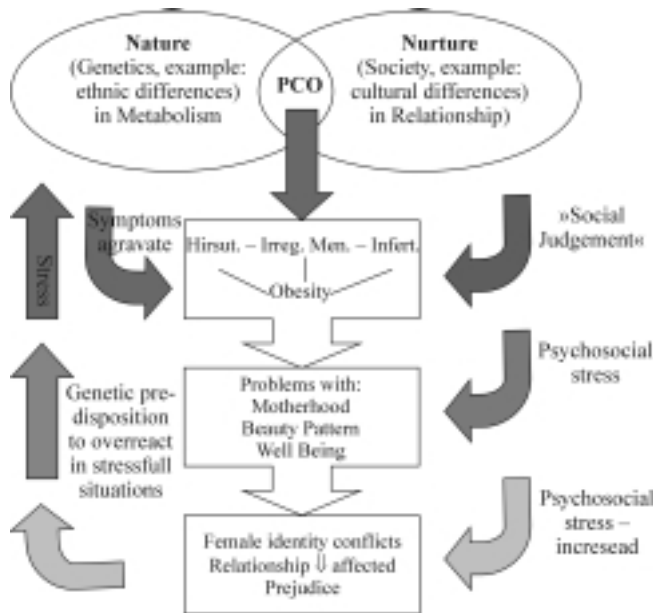 Nature
(Genetics, example:
ethnic differences)
in Metabolism
PCO
Nurture
(Society, example:
cultural differences)
in Relationship)
Stress
Symptoms
agravate
Hirsut. – Irreg. Men. – Infert.
Obesity
»Social
Judgement«
Genetic pre-
disposition
to overreact
in stressfull
situations
Problems with:
Motherhood
Beauty Pattern
Well Being
Psychosocial
stress
Female identity conflicts
Relationship ⇓ affected
Prejudice
Psychosocial
stress –
incresead